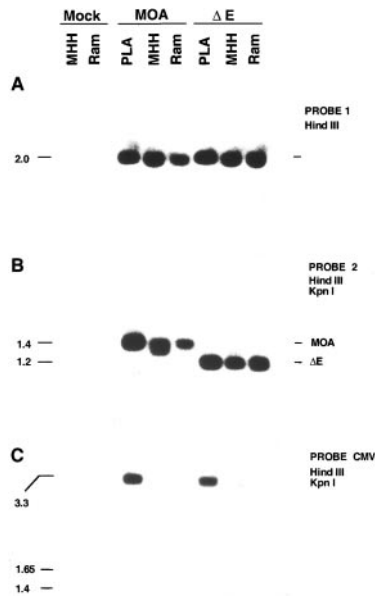 Mock MOA Δ E
MHH Ram PLA MHH Ram PLA MHH Ram
A
PROBE 1
Hind III
2.0
B
PROBE 2
Hind III
Kpn I
1.4 MOA
1.2 ΔE
C
PROBE CMV
Hind III
Kpn I
3.3
1.65
1.4